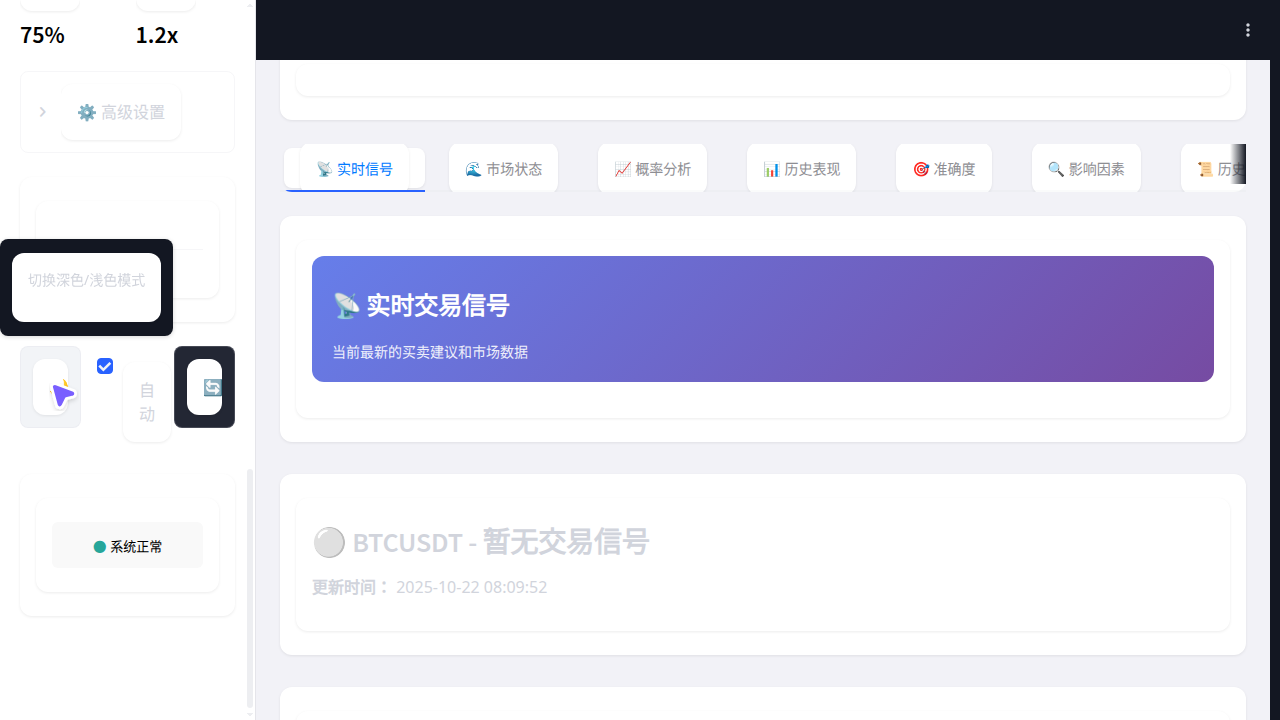 75%
1.2x
⚙️ 高级设置
切换深色/浅色模式
自
动
系统正常
📡 实时信号
🌊 市场状态
📈 概率分析
📊 历史表现
🎯 准确度
🔍 影响因素
📜 历史
📡 实时交易信号
当前最新的买卖建议和市场数据
BTCUSDT - 暂无交易信号
更新时间： 2025-10-22 08:09:52